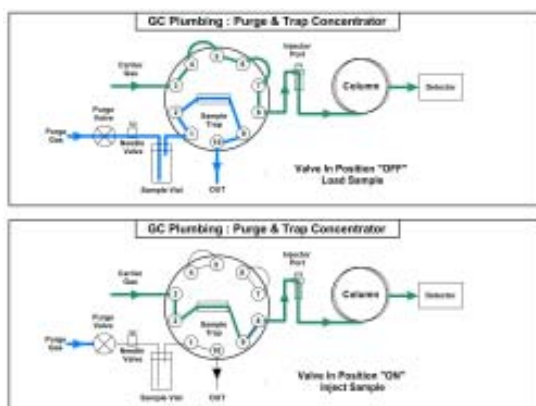 GC Plumbing : Purge & Trap Concentrator
Carrier
Gas
Injector
Port
Purge
Valve
Purge
Gas
Needle
Valve
Sample
Trap
Column
Detector
Sample Vial
OUT
Valve In Position "OFF"
Load Sample
GC Plumbing : Purge & Trap Concentrator
Carrier
Gas
Injector
Port
Purge
Valve
Purge
Gas
Needle
Valve
Sample
Trap
Column
Detector
Sample Vial
OUT
Valve In Position "ON"
Inject Sample